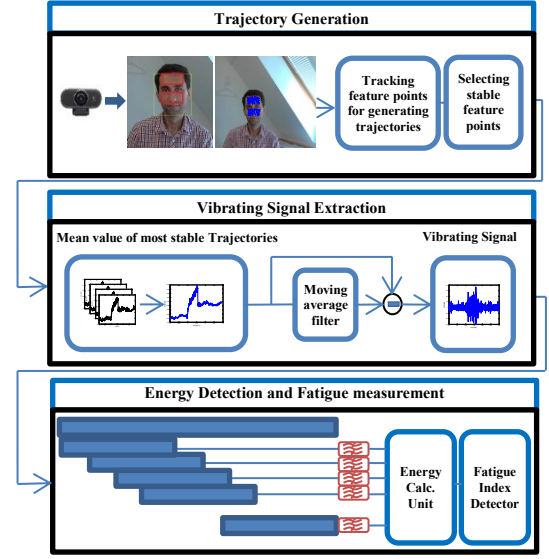 Trajectory Generation
Tracking
feature points
for generating
trajectories
Selecting
stable
feature
points
Vibrating Signal Extraction
Mean value of most stable Trajectories
Vibrating Signal
Moving
average
filter
Energy Detection and Fatigue measurement
Energy
Calc.
Unit
Fatigue
Index
Detector